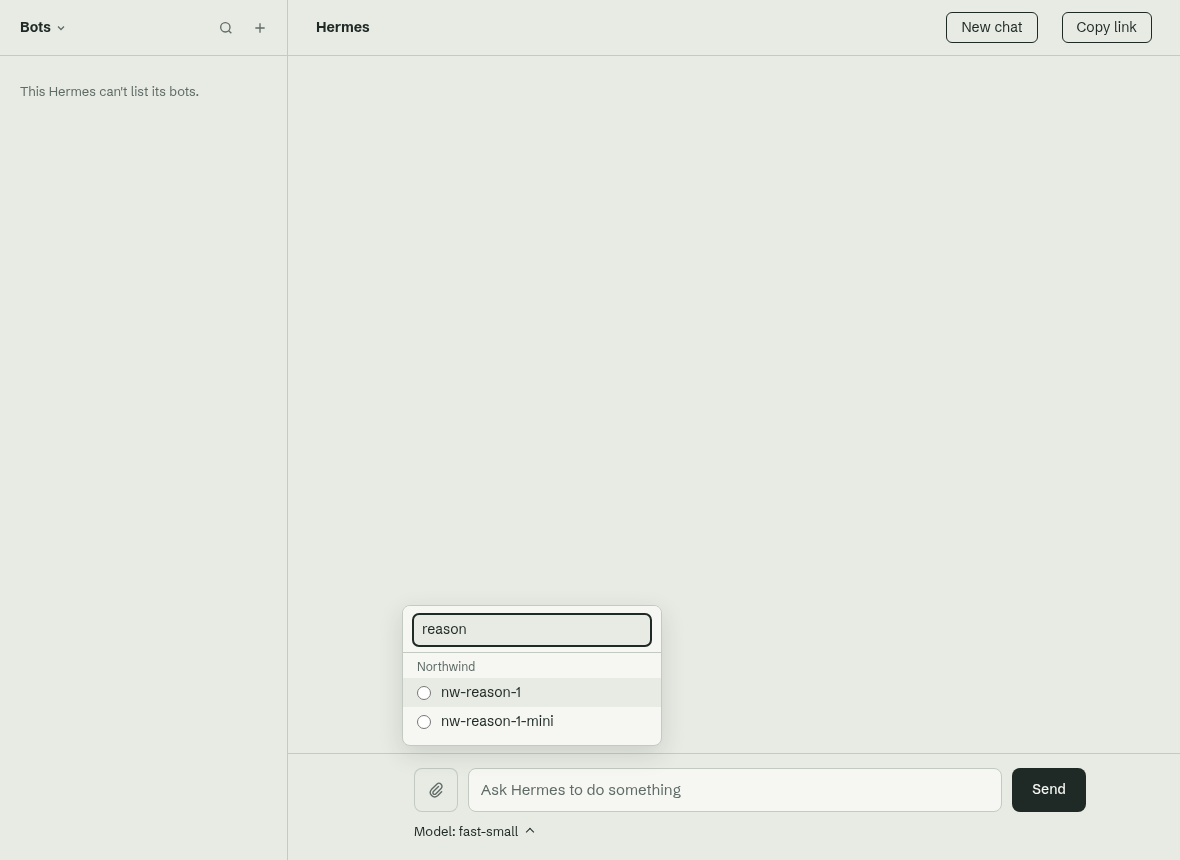 Bots
Hermes
New chat
Copy link
This Hermes can't list its bots.
reason
Northwind
nw-reason-1
nw-reason-1-mini
Ask Hermes to do something
Send
Model: fast-small